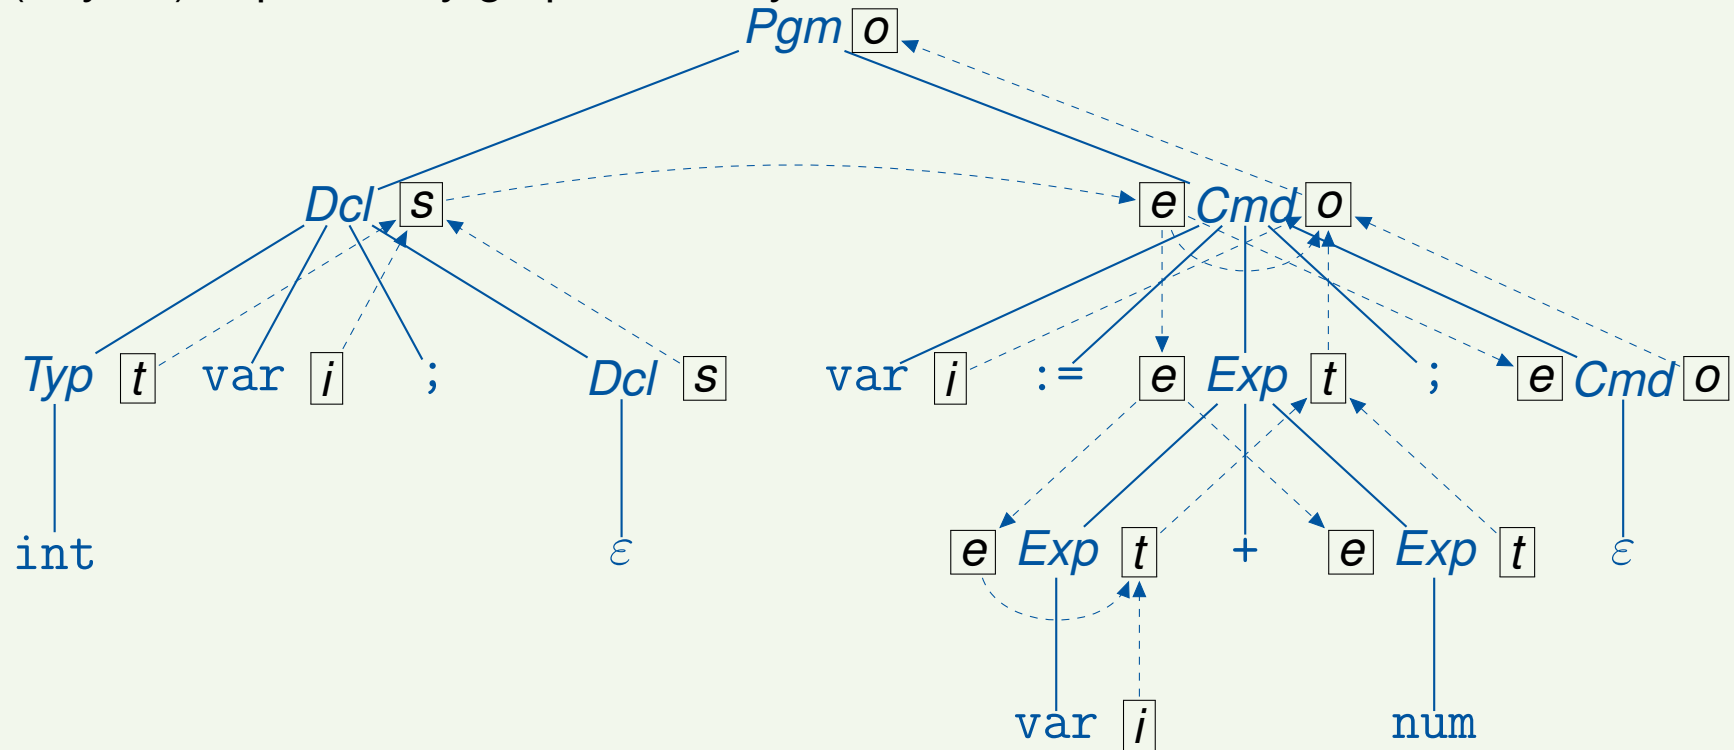 Pgm o
Dcl s e Cmd o
Typ t var i ; Dcl s var i := e Exp t ; e Cmd o
int ε e Exp t + e Exp t ε
var i num